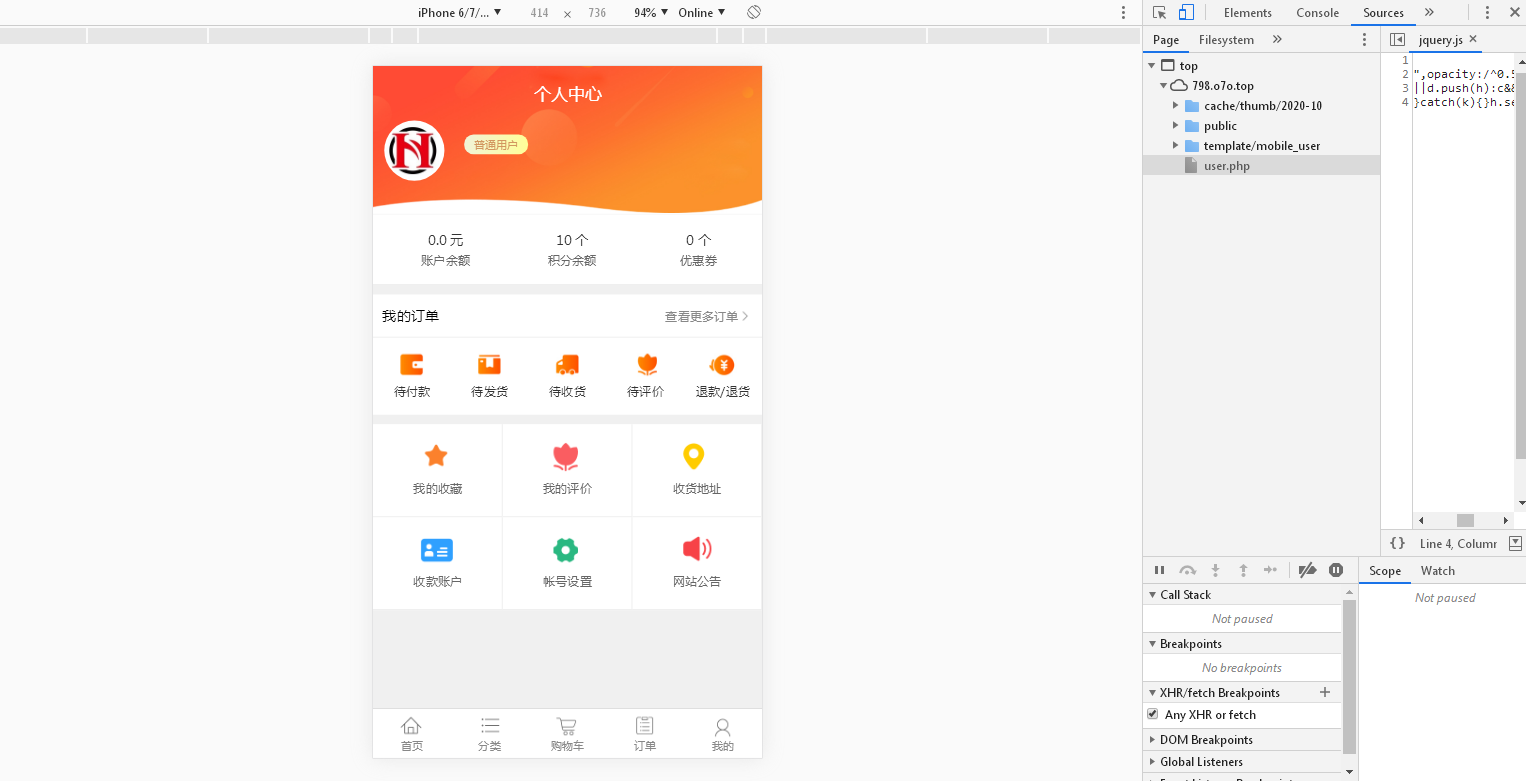 iPhone 6/7/... ▼ 414 × 736 94% ▼ Online ▼
Elements Console Sources »
Page Filesystem »
jquery.js ×
top
798.o7o.top
cache/thumb/2020-10
public
template/mobile_user
user.php
1
2 ",opacity:/^0.5
3 ||d.push(h):c&&
4 }catch(k){}h.se
{} Line 4, Column
Scope Watch
Not paused
Call Stack
Not paused
Breakpoints
No breakpoints
XHR/fetch Breakpoints +
Any XHR or fetch
DOM Breakpoints
Global Listeners
个人中心
普通用户
0.0 元 10 个 0 个
账户余额 积分余额 优惠券
我的订单 查看更多订单
待付款 待发货 待收货 待评价 退款/退货
我的收藏 我的评价 收货地址
收款账户 帐号设置 网站公告
首页 分类 购物车 订单 我的